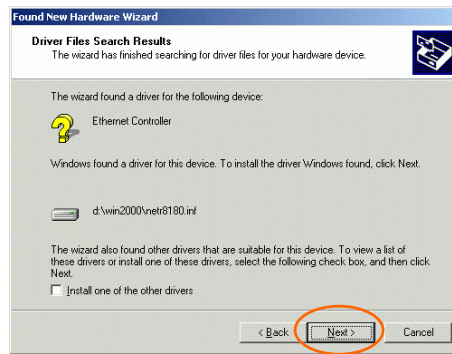 Found New Hardware Wizard
Driver Files Search Results
The wizard has finished searching for driver files for your hardware device.
The wizard found a driver for the following device:
Ethernet Controller
Windows found a driver for this device. To install the driver Windows found, click Next.
d:\win2000\netr8180.inf
The wizard also found other drivers that are suitable for this device. To view a list of
these drivers or install one of these drivers, select the following check box, and then click
Next.
Install one of the other drivers
< Back
Next >
Cancel